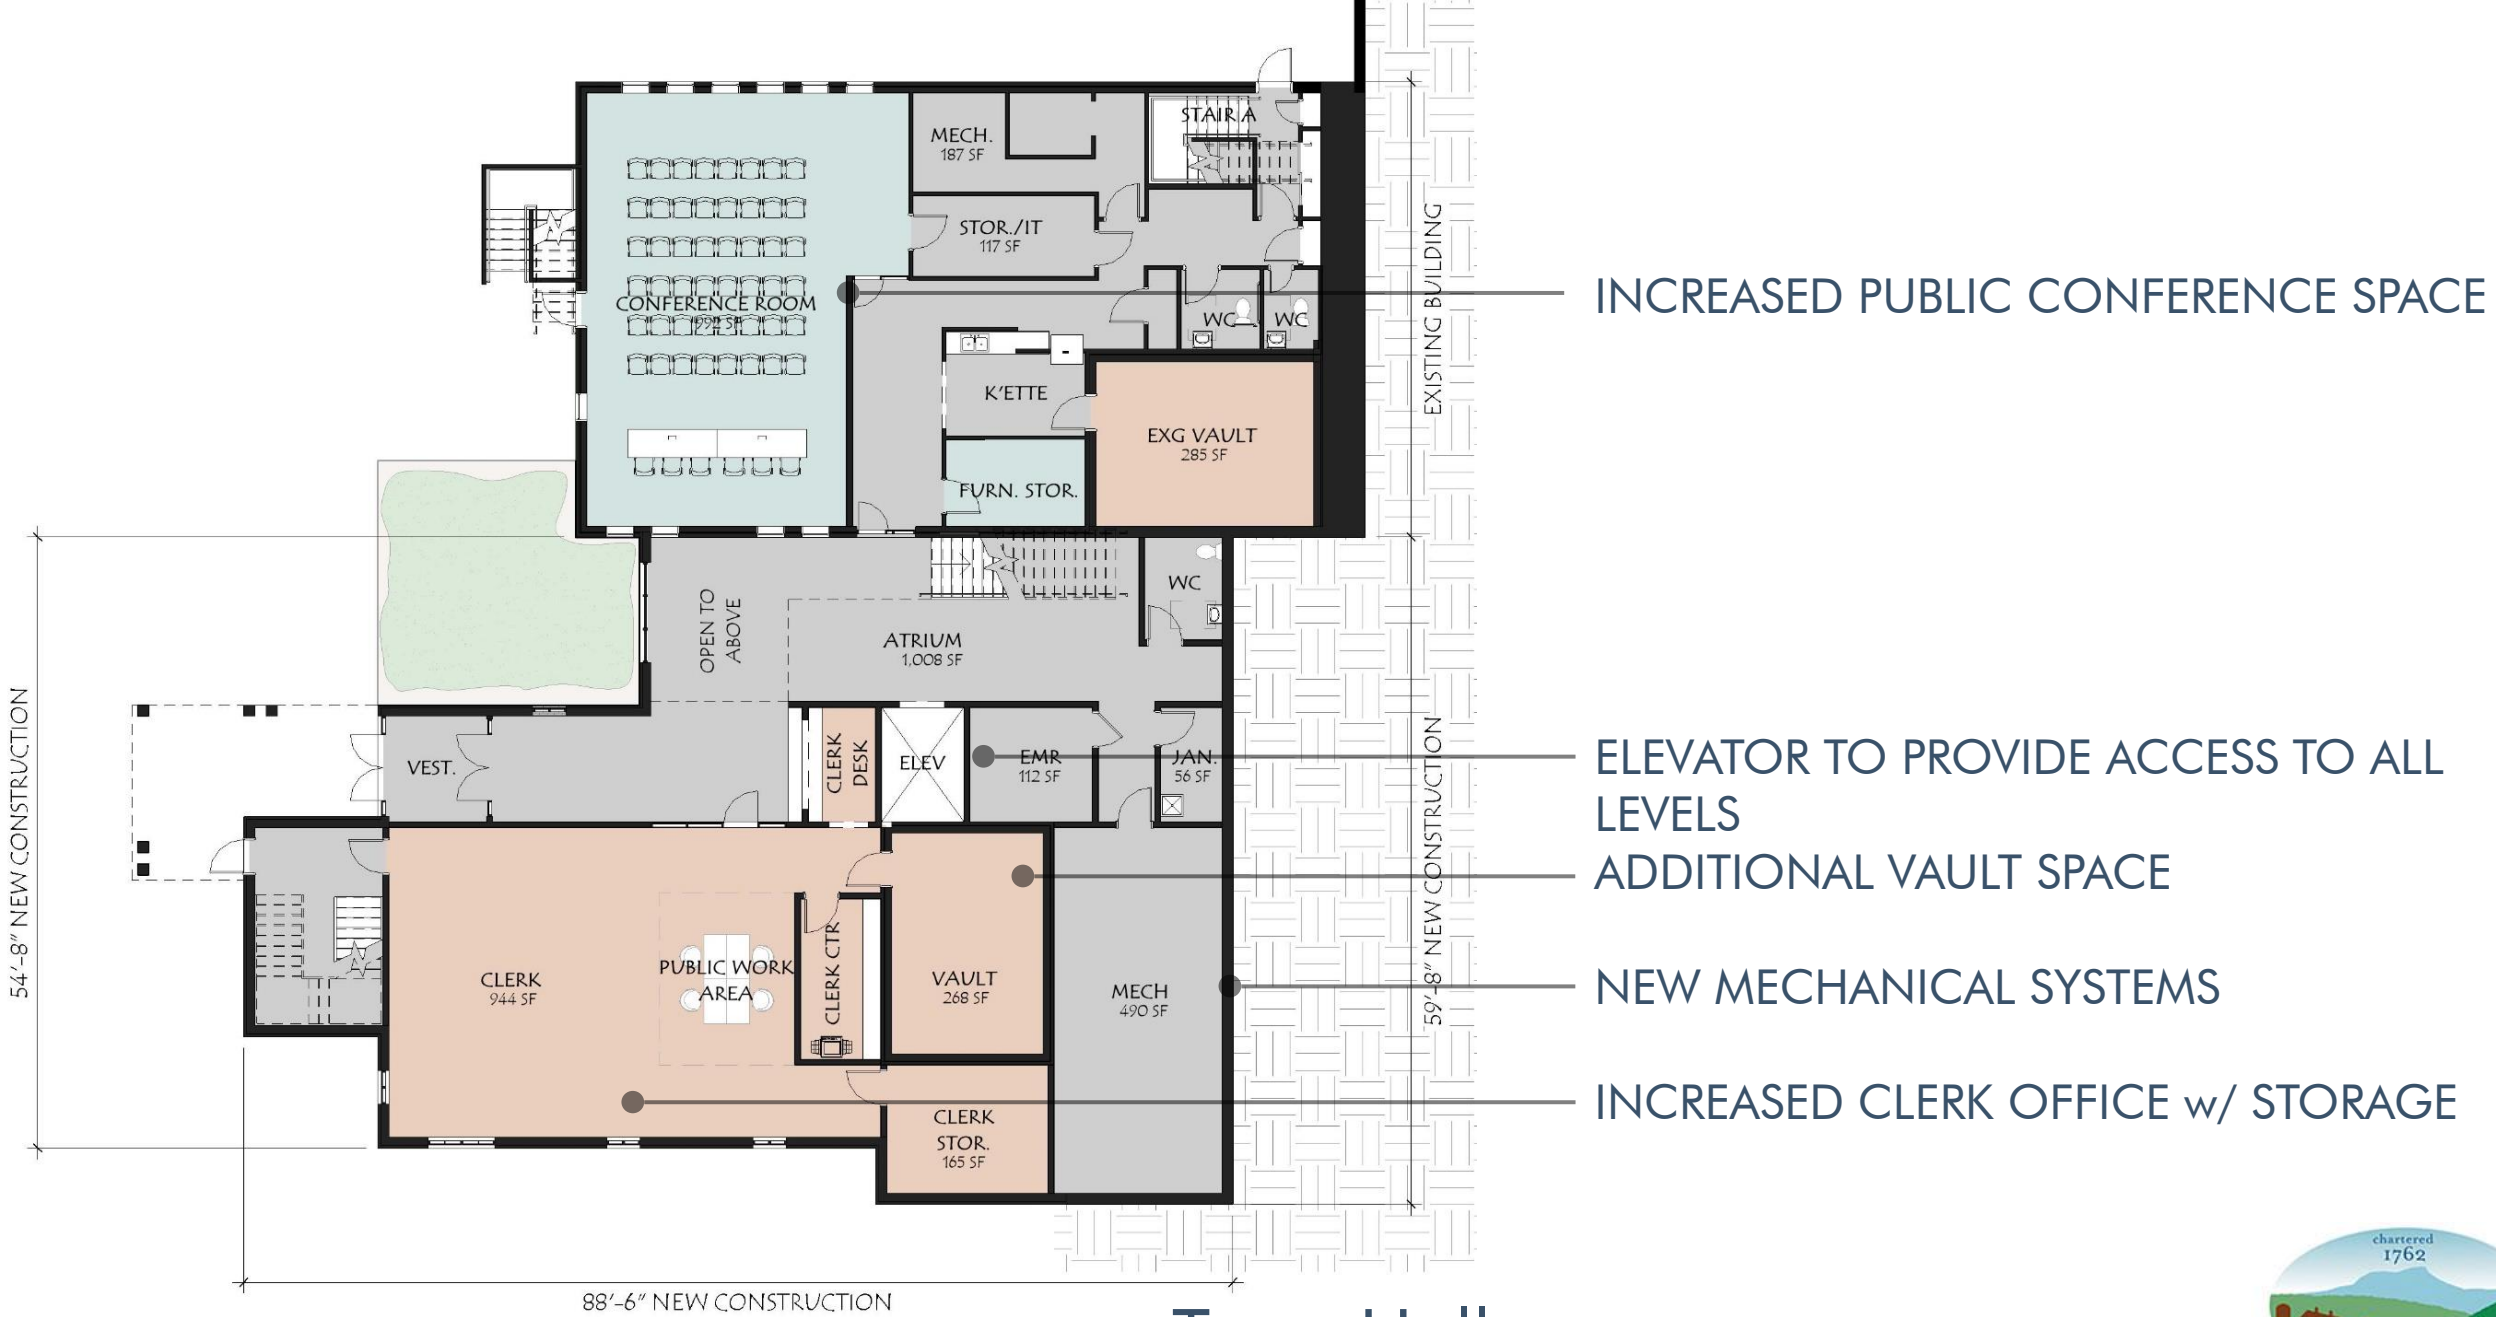 STAIR A
MECH.
187 SF
STOR./IT
117 SF
CONFERENCE ROOM
992 SF
WC
WC
K'ETTE
EXG VAULT
285 SF
FURN. STOR.
EXISTING BUILDING
INCREASED PUBLIC CONFERENCE SPACE
OPEN TO
ABOVE
WC
ATRIUM
1,008 SF
54'-8" NEW CONSTRUCTION
VEST.
CLERK
DESK
ELEV
EMR
112 SF
JAN.
56 SF
ELEVATOR TO PROVIDE ACCESS TO ALL
LEVELS
ADDITIONAL VAULT SPACE
59'-8" NEW CONSTRUCTION
CLERK
944 SF
PUBLIC WORK
AREA
CLERK CTR
VAULT
268 SF
MECH
490 SF
NEW MECHANICAL SYSTEMS
INCREASED CLERK OFFICE w/ STORAGE
CLERK
STOR.
165 SF
88'-6" NEW CONSTRUCTION
chartered
1762